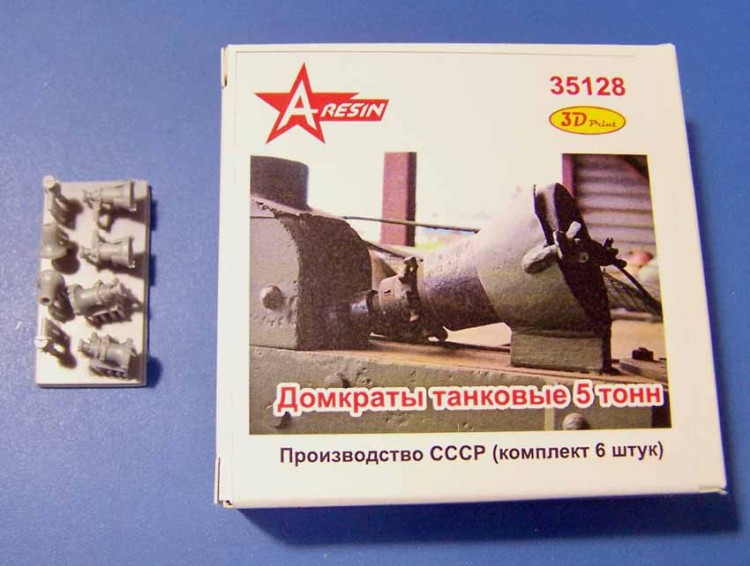 A-RESIN
35128
3D Print
Домкраты танковые 5 тонн
Производство СССР (комплект 6 штук)